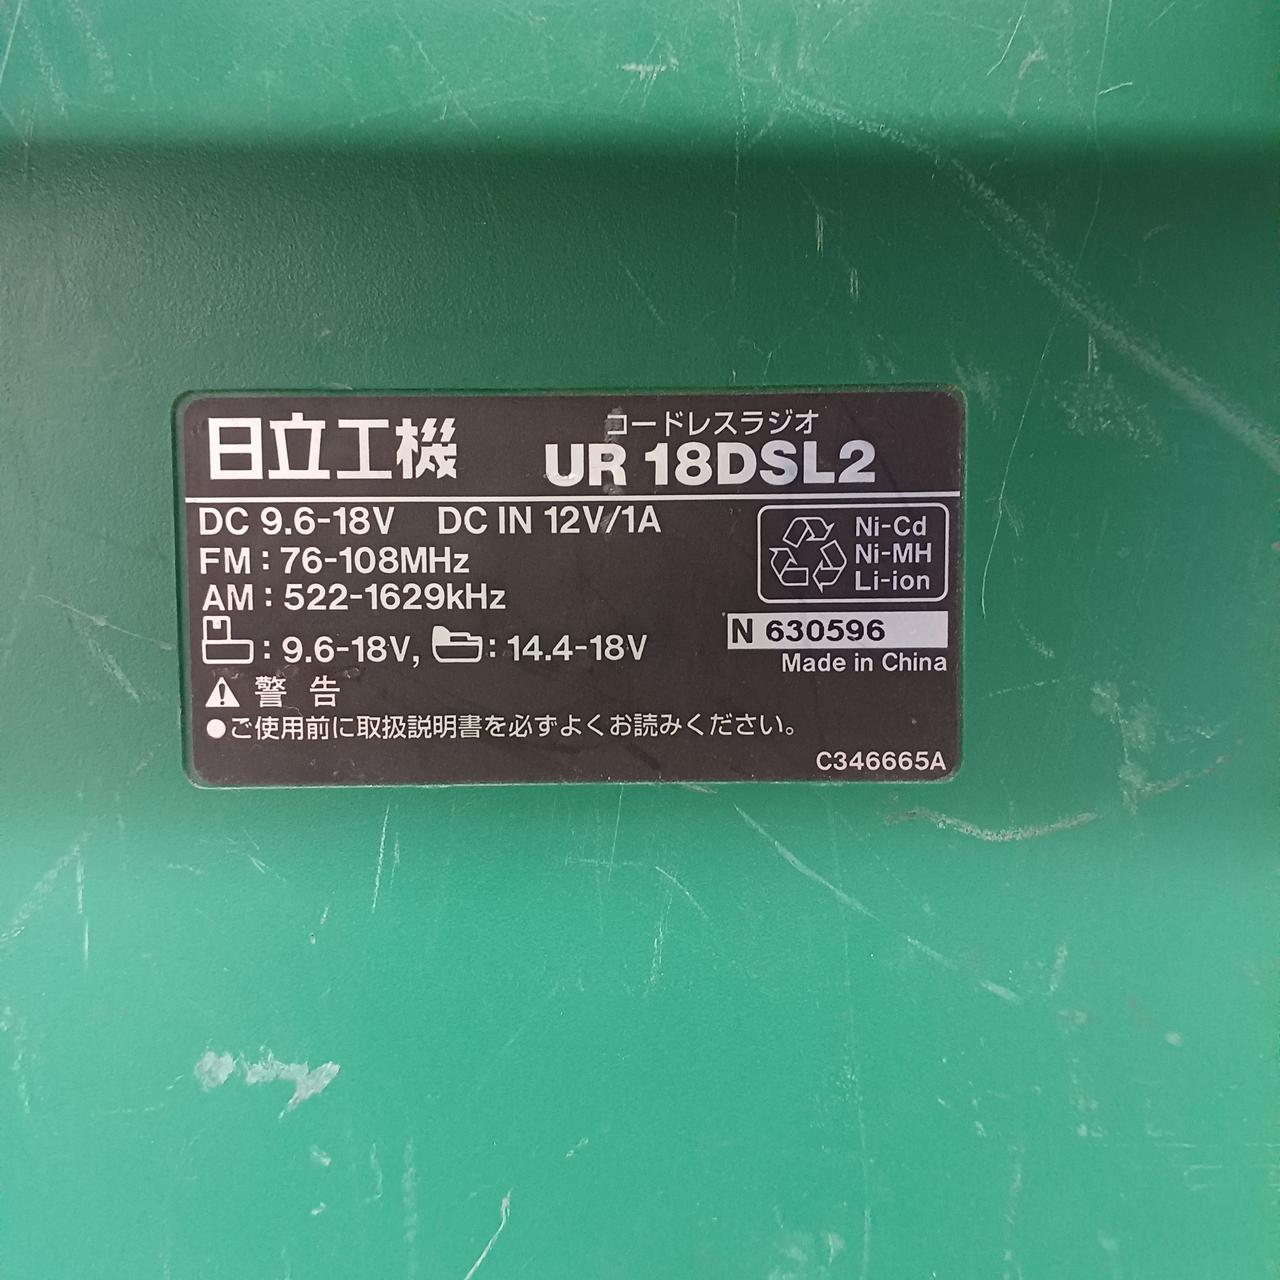 日立工機
コードレスラジオ
UR 18DSL2
DC 9.6-18V DC IN 12V/1A
FM : 76-108MHz
AM : 522-1629kHz
: 9.6-18V, : 14.4-18V
Ni-Cd
Ni-MH
Li-ion
N 630596
Made in China
警告
●ご使用前に取扱説明書を必ずよくお読みください。
C346665A